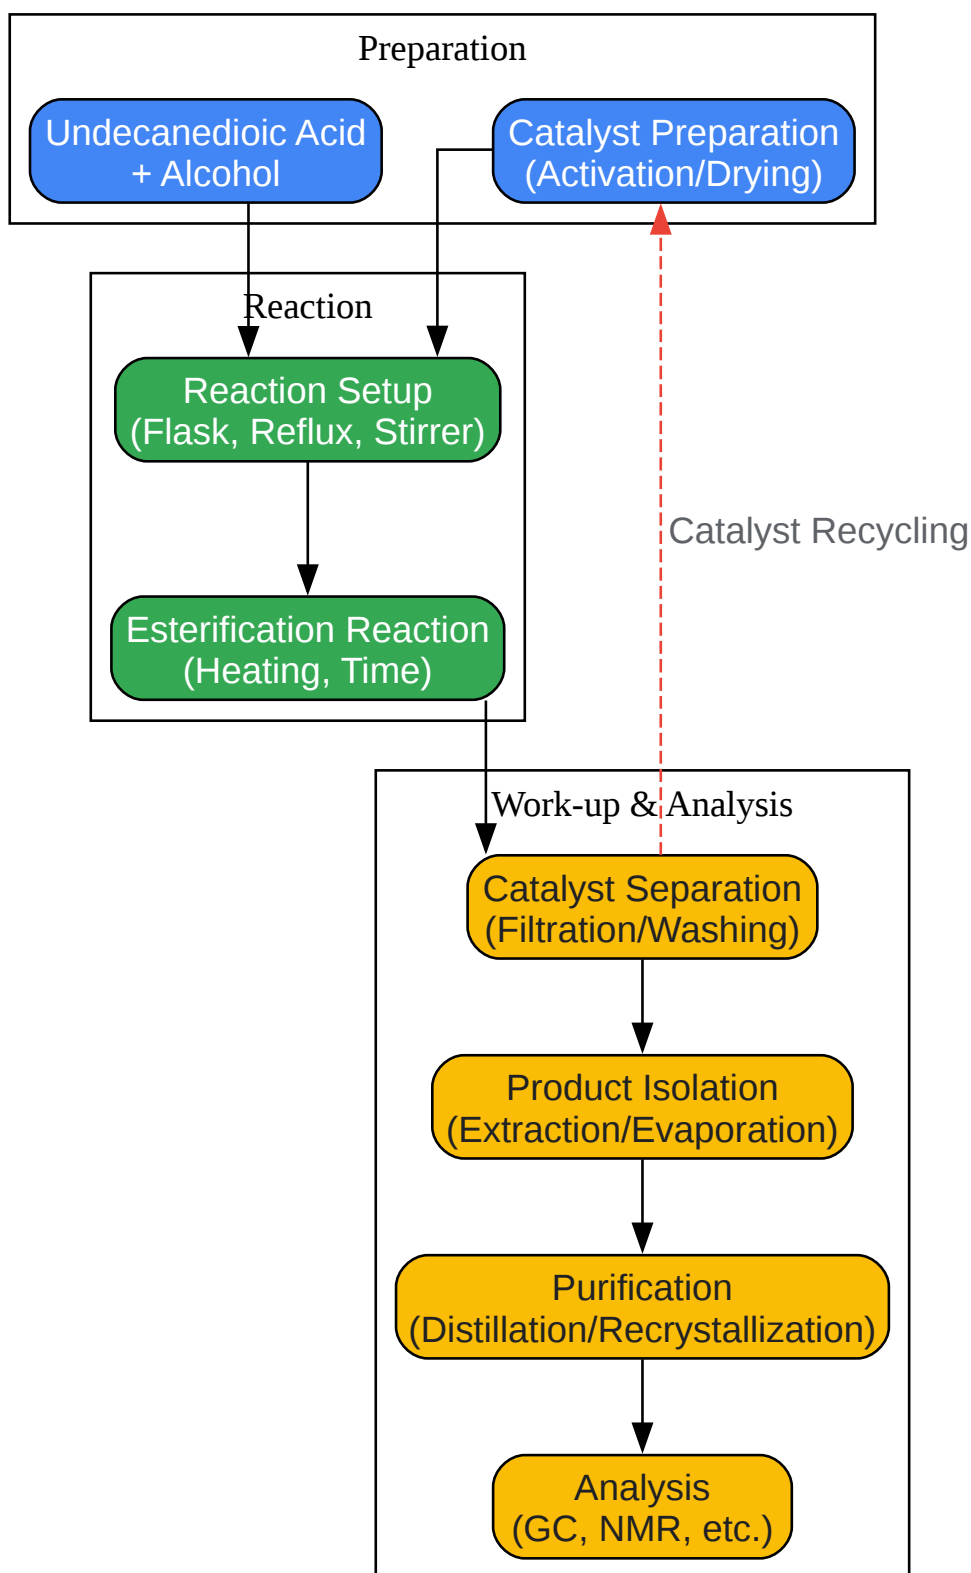 Preparation
Undecanedioic Acid
+ Alcohol
Catalyst Preparation
(Activation/Drying)
Reaction
Reaction Setup
(Flask, Reflux, Stirrer)
Catalyst Recycling
Esterification Reaction
(Heating, Time)
Work-up & Analysis
Catalyst Separation
(Filtration/Washing)
Product Isolation
(Extraction/Evaporation)
Purification
(Distillation/Recrystallization)
Analysis
(GC, NMR, etc.)